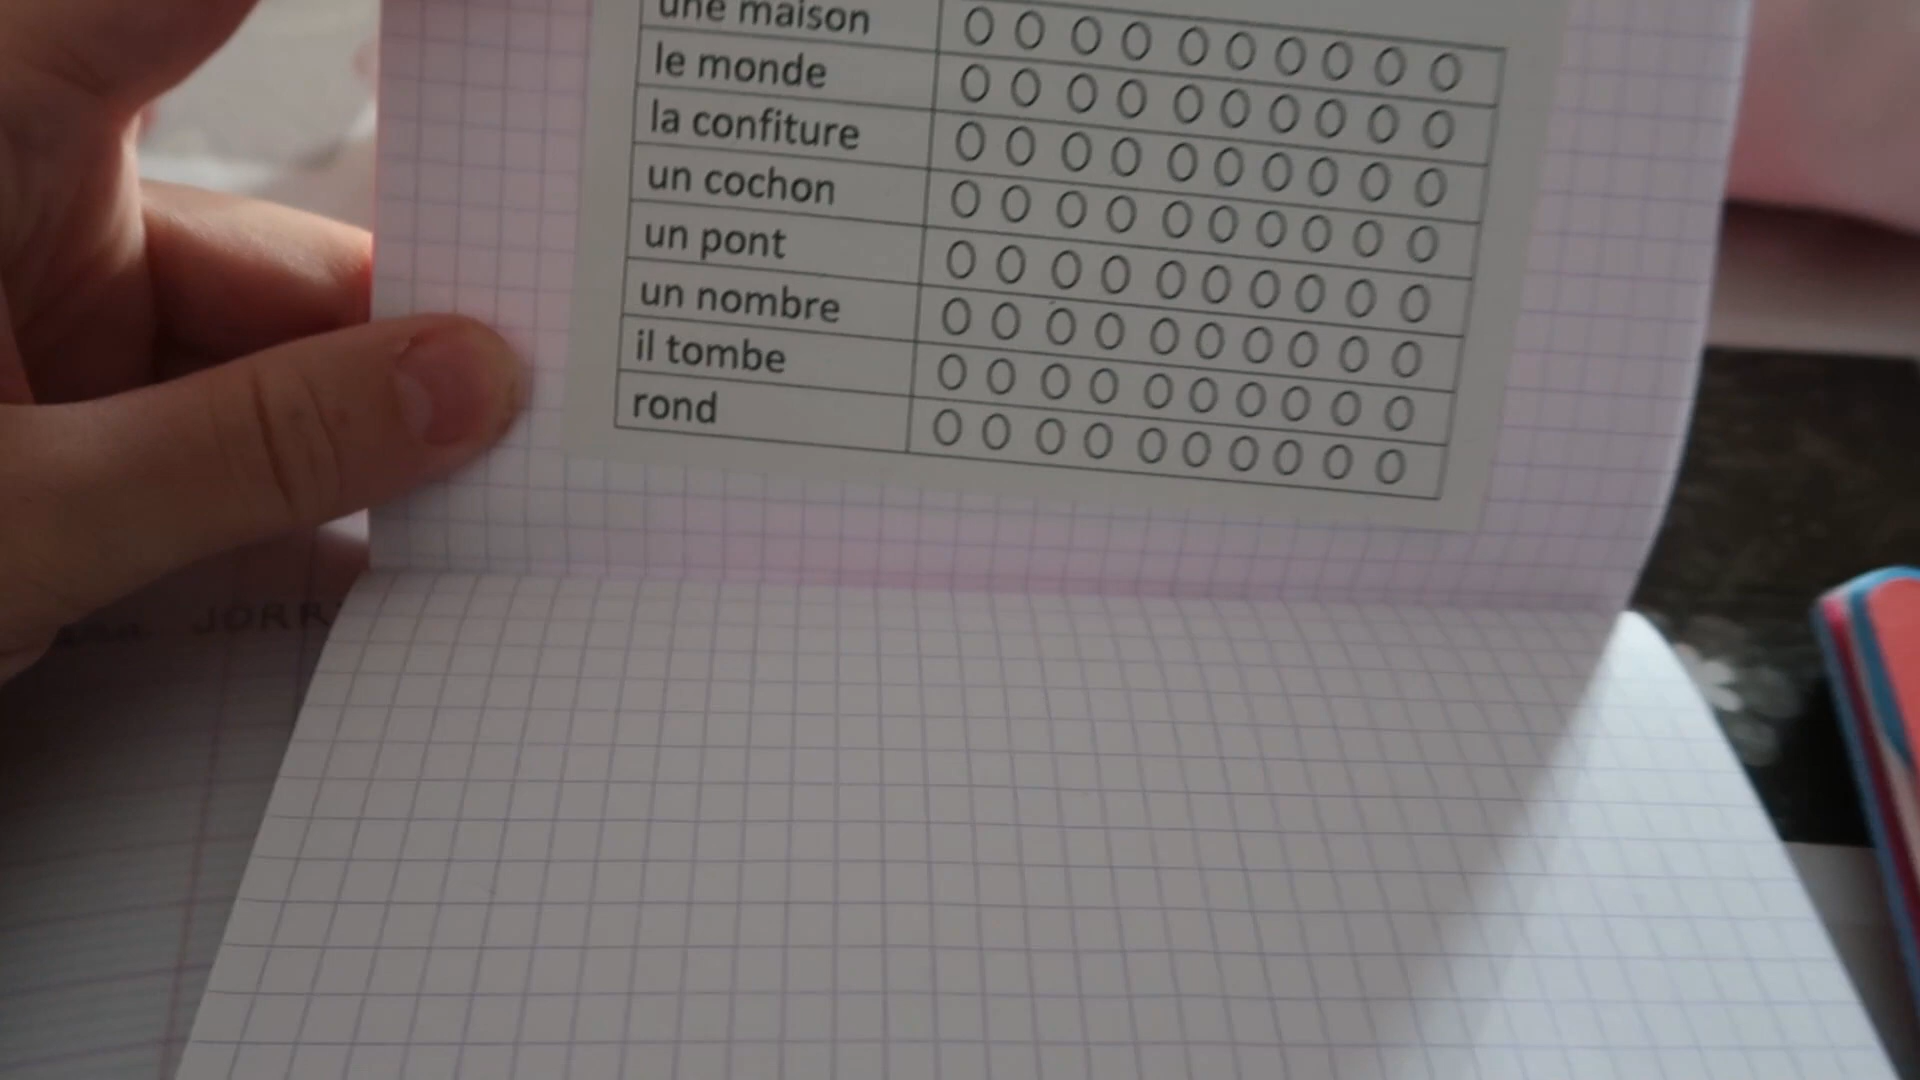 une maison O O O O O O O O O O
le monde O O O O O O O O O O
la confiture O O O O O O O O O O
un cochon O O O O O O O O O O
un pont O O O O O O O O O O
un nombre O O O O O O O O O O
il tombe O O O O O O O O O O
rond O O O O O O O O O O